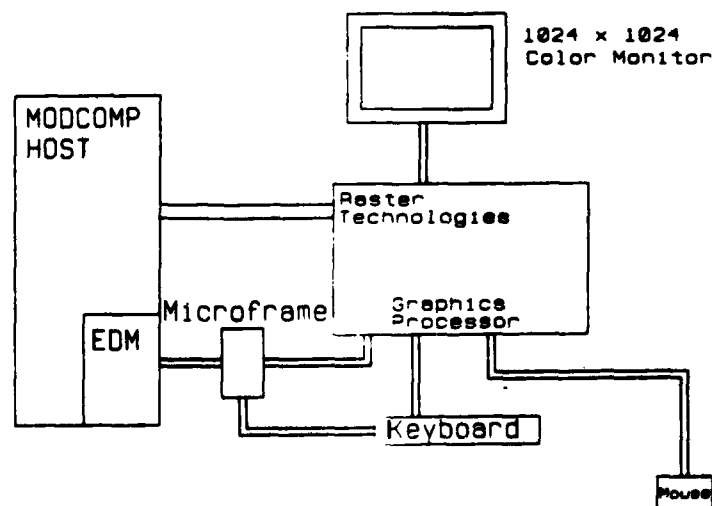 1024 x 1024
Color Monitor
MODCOMP
HOST
Raster
Technologies
Microframe
Graphics
Processor
EDM
Keyboard
Mouse